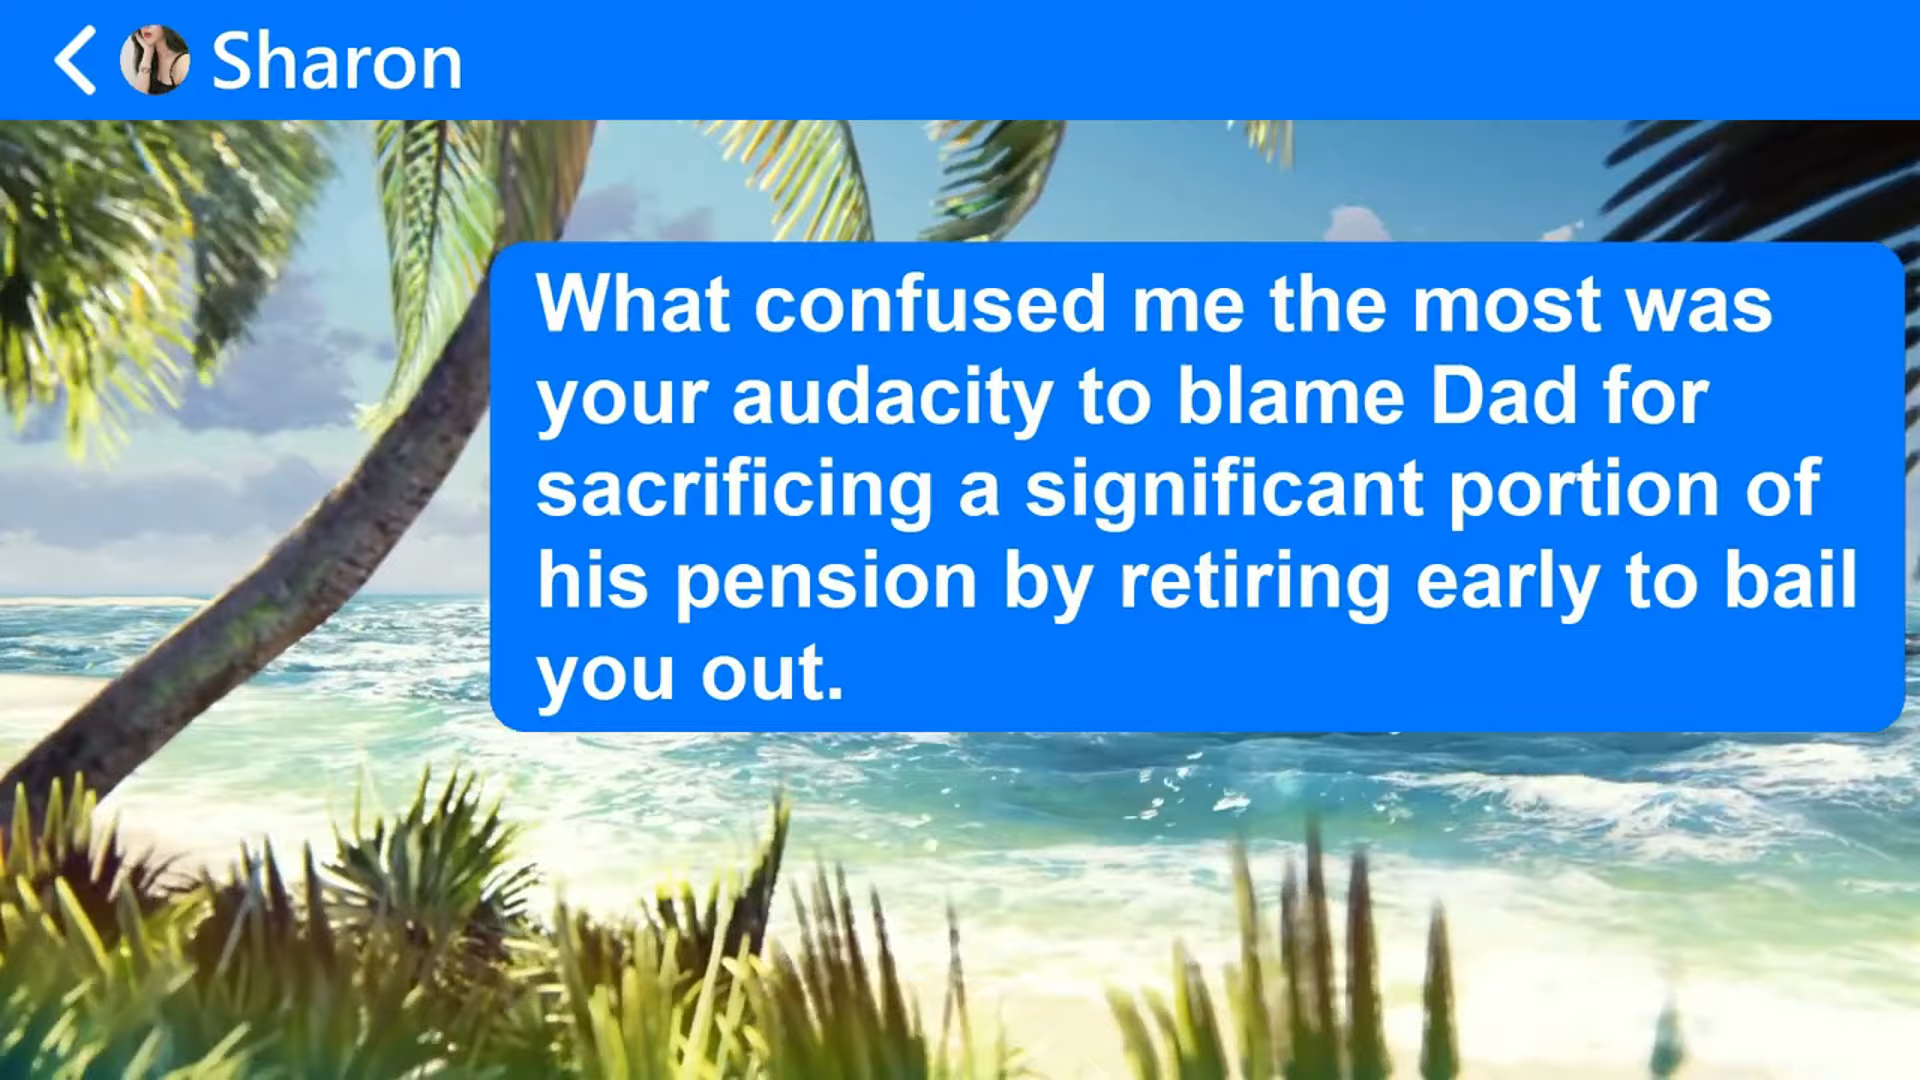 Sharon
What confused me the most was
your audacity to blame Dad for
sacrificing a significant portion of
his pension by retiring early to bail
you out.